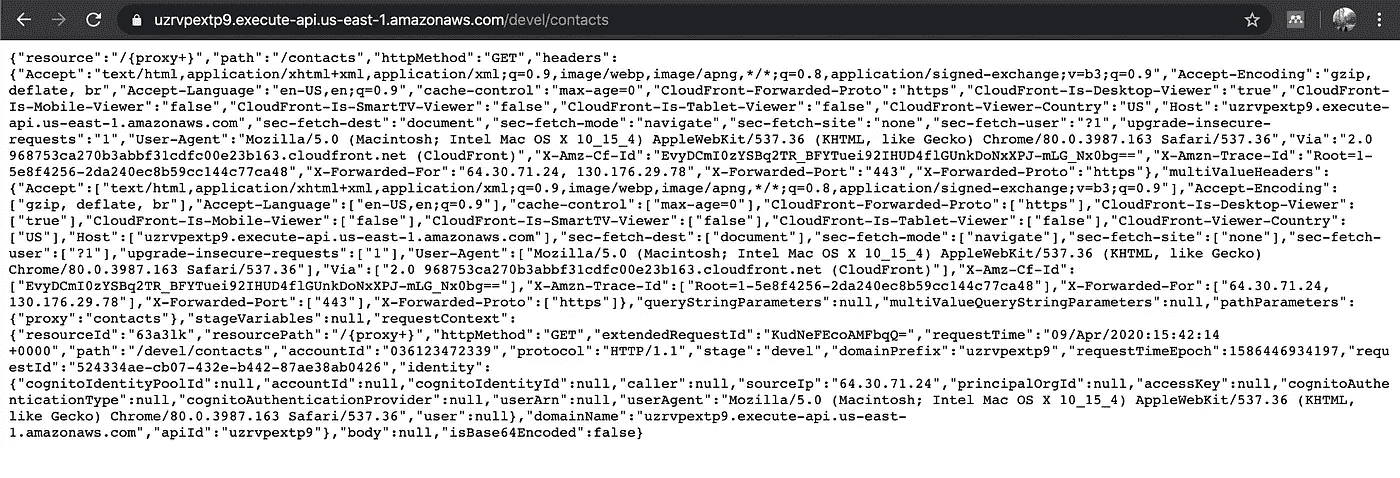 uzrvpextp9.execute-api.us-east-1.amazonaws.com/devel/contacts
{"resource":"/{proxy+}","path":"/contacts","httpMethod":"GET","headers":
{"Accept":"text/html,application/xhtml+xml,application/xml;q=0.9,image/webp,image/apng,*/*;q=0.8,application/signed-exchange;v=b3;q=0.9","Accept-Encoding":"gzip,
deflate, br","Accept-Language":"en-US,en;q=0.9","cache-control":"max-age=0","CloudFront-Forwarded-Proto":"https","CloudFront-Is-Desktop-Viewer":"true","CloudFront-
Is-Mobile-Viewer":"false","CloudFront-Is-SmartTV-Viewer":"false","CloudFront-Is-Tablet-Viewer":"false","CloudFront-Viewer-Country":"US","Host":"uzrvpextp9.execute-
api.us-east-1.amazonaws.com","sec-fetch-dest":"document","sec-fetch-mode":"navigate","sec-fetch-site":"none","sec-fetch-user":"?1","upgrade-insecure-
requests":"1","User-Agent":"Mozilla/5.0 (Macintosh; Intel Mac OS X 10_15_4) AppleWebKit/537.36 (KHTML, like Gecko) Chrome/80.0.3987.163 Safari/537.36","Via":"2.0
968753ca270b3abbf31cdfc00e23b163.cloudfront.net (CloudFront)","X-Amz-Cf-Id":"EvyDCmI0zYSBq2TR_BFYTuei92IHUD4flGUnkDoNxXPJ-mLG_Nx0bg==","X-Amzn-Trace-Id":"Root=1-
5e8f4256-2da240ec8b59cc144c77ca48","X-Forwarded-For":"64.30.71.24, 130.176.29.78","X-Forwarded-Port":"443","X-Forwarded-Proto":"https"},"multiValueHeaders":
{"Accept":["text/html,application/xhtml+xml,application/xml;q=0.9,image/webp,image/apng,*/*;q=0.8,application/signed-exchange;v=b3;q=0.9"],"Accept-Encoding":
["gzip, deflate, br"],"Accept-Language":["en-US,en;q=0.9"],"cache-control":["max-age=0"],"CloudFront-Forwarded-Proto":["https"],"CloudFront-Is-Desktop-Viewer":
["true"],"CloudFront-Is-Mobile-Viewer":["false"],"CloudFront-Is-SmartTV-Viewer":["false"],"CloudFront-Is-Tablet-Viewer":["false"],"CloudFront-Viewer-Country":
["US"],"Host":["uzrvpextp9.execute-api.us-east-1.amazonaws.com"],"sec-fetch-dest":["document"],"sec-fetch-mode":["navigate"],"sec-fetch-site":["none"],"sec-fetch-
user":["?1"],"upgrade-insecure-requests":["1"],"User-Agent":["Mozilla/5.0 (Macintosh; Intel Mac OS X 10_15_4) AppleWebKit/537.36 (KHTML, like Gecko)
Chrome/80.0.3987.163 Safari/537.36"],"Via":["2.0 968753ca270b3abbf31cdfc00e23b163.cloudfront.net (CloudFront)"],"X-Amz-Cf-Id":
["EvyDCmI0zYSBq2TR_BFYTuei92IHUD4flGUnkDoNxXPJ-mLG_Nx0bg=="],"X-Amzn-Trace-Id":["Root=1-5e8f4256-2da240ec8b59cc144c77ca48"],"X-Forwarded-For":["64.30.71.24,
130.176.29.78"],"X-Forwarded-Port":["443"],"X-Forwarded-Proto":["https"]},"queryStringParameters":null,"multiValueQueryStringParameters":null,"pathParameters":
{"proxy":"contacts"},"stageVariables":null,"requestContext":
{"resourceId":"63a3lk","resourcePath":"/{proxy+}","httpMethod":"GET","extendedRequestId":"KudNeFEcoAMFbqQ=","requestTime":"09/Apr/2020:15:42:14
+0000","path":"/devel/contacts","accountId":"036123472339","protocol":"HTTP/1.1","stage":"devel","domainPrefix":"uzrvpextp9","requestTimeEpoch":1586446934197,"requ
estId":"524334ae-cb07-432e-b442-87ae38ab0426","identity":
{"cognitoIdentityPoolId":null,"accountId":null,"cognitoIdentityId":null,"caller":null,"sourceIp":"64.30.71.24","principalOrgId":null,"accessKey":null,"cognitoAuthe
nticationType":null,"cognitoAuthenticationProvider":null,"userArn":null,"userAgent":"Mozilla/5.0 (Macintosh; Intel Mac OS X 10_15_4) AppleWebKit/537.36 (KHTML,
like Gecko) Chrome/80.0.3987.163 Safari/537.36","user":null},"domainName":"uzrvpextp9.execute-api.us-east-
1.amazonaws.com","apiId":"uzrvpextp9"},"body":null,"isBase64Encoded":false}